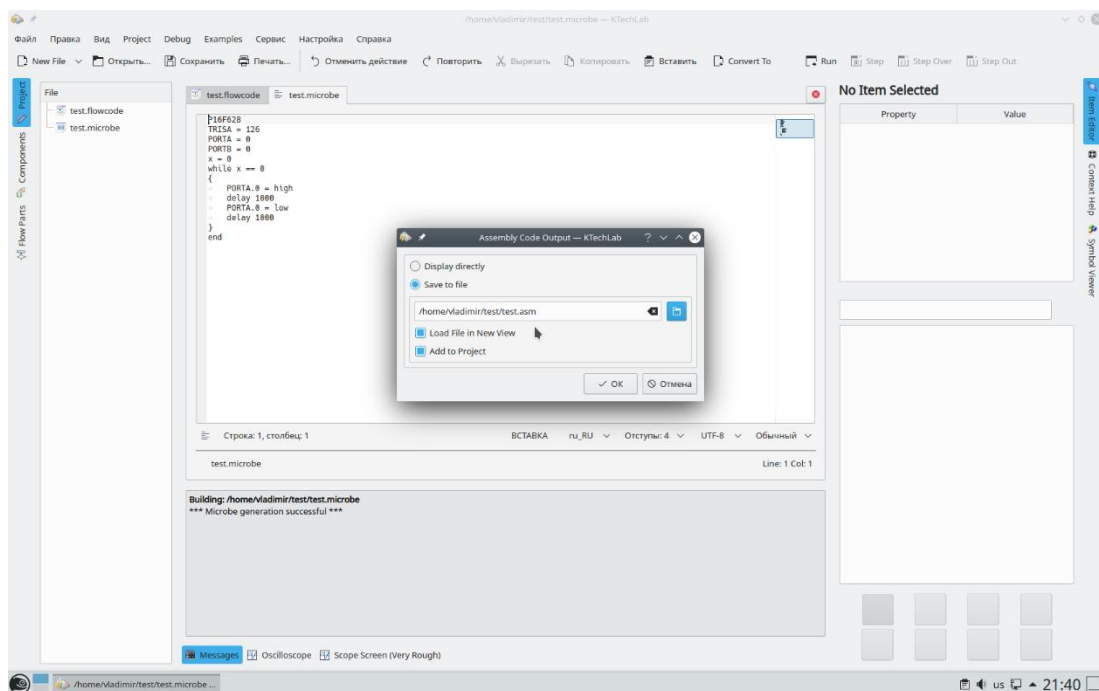 /home/vladimir/test/test.microbe — KTechLab
Файл Правка Вид Project Debug Examples Сервис Настройка Справка
New File Открыть... Сохранить Печать... Отменить действие Повторить Вырезать Копировать Вставить Convert To Run Step Step Over Step Out
Project
Components
Flow Parts
File
test.flowcode
test.microbe
test.flowcode test.microbe
P16F628
TRISA = 126
PORTA = 0
PORTB = 0
x = 0
while x == 0
{
PORTA.0 = high
delay 1000
PORTA.0 = low
delay 1000
}
end
Assembly Code Output — KTechLab
Display directly
Save to file
/home/vladimir/test/test.asm
Load File in New View
Add to Project
OK Отмена
Строка: 1, столбец: 1 ВСТАВКА ru_RU Отступы: 4 UTF-8 Обычный
test.microbe Line: 1 Col: 1
Building: /home/vladimir/test/test.microbe
*** Microbe generation successful ***
Messages Oscilloscope Scope Screen (Very Rough)
No Item Selected
Property Value
Item Editor
Context Help
Symbol Viewer
/home/vladimir/test/test.microbe ... us 21:40